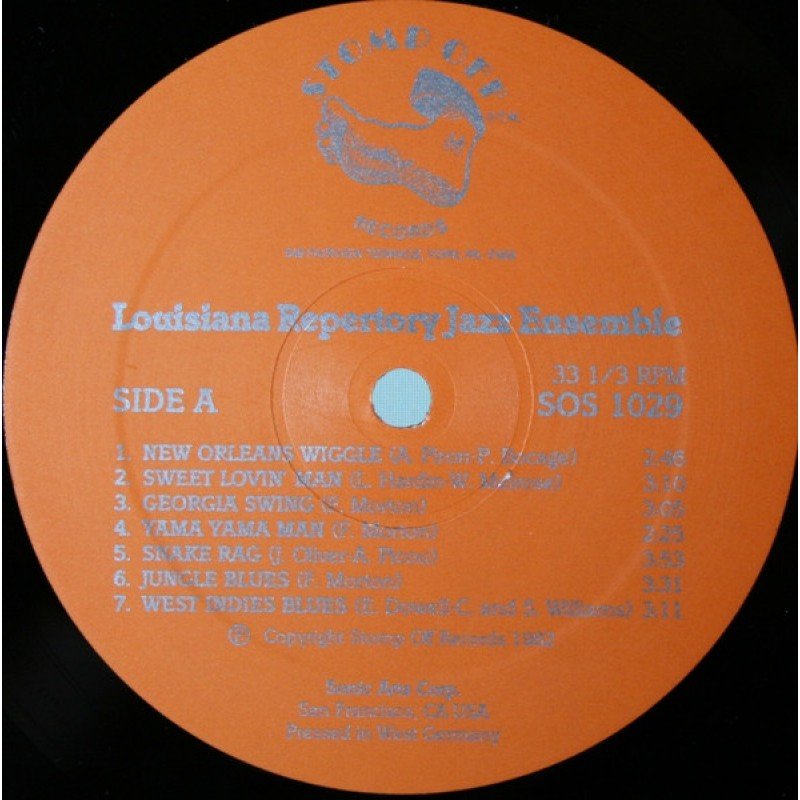 STOMP OFF
RECORDS
Louisiana Repertory Jazz Ensemble
33 1/3 RPM
SIDE A
SOS 1029
1. NEW ORLEANS WIGGLE (A. Piron-P. Bocage) 2:46
2. SWEET LOVIN' MAN (L. Hardin-W. Melrose) 3:10
3. GEORGIA SWING (F. Morton) 3:05
4. YAMA YAMA MAN (F. Morton) 2:25
5. SNAKE RAG (J. Oliver-A. Piron) 3:53
6. JUNGLE BLUES (F. Morton) 3:31
7. WEST INDIES BLUES (E. Dowell-C. and S. Williams) 3:11
Ⓟ Copyright Stomp Off Records 1982
Sonic Arts Corp.
San Francisco, CA USA
Pressed in West Germany